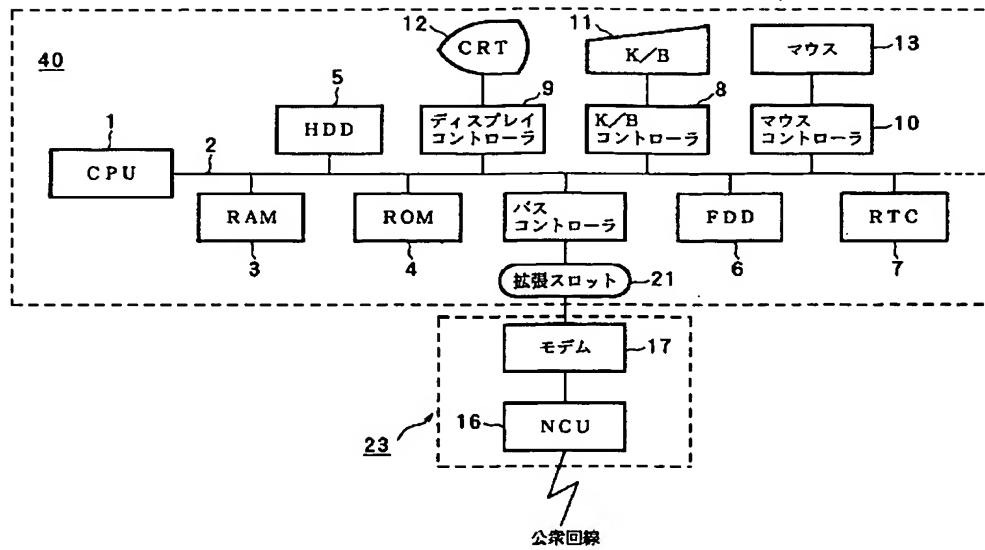 12
CRT
11
K/B
マウス
13
40
5
HDD
9
ディスプレイ
コントローラ
8
K/B
コントローラ
マウス
コントローラ
10
1
CPU
2
RAM
3
ROM
4
バス
コントローラ
FDD
6
RTC
7
拡張スロット
21
モデム
17
23
16
NCU
公衆回線